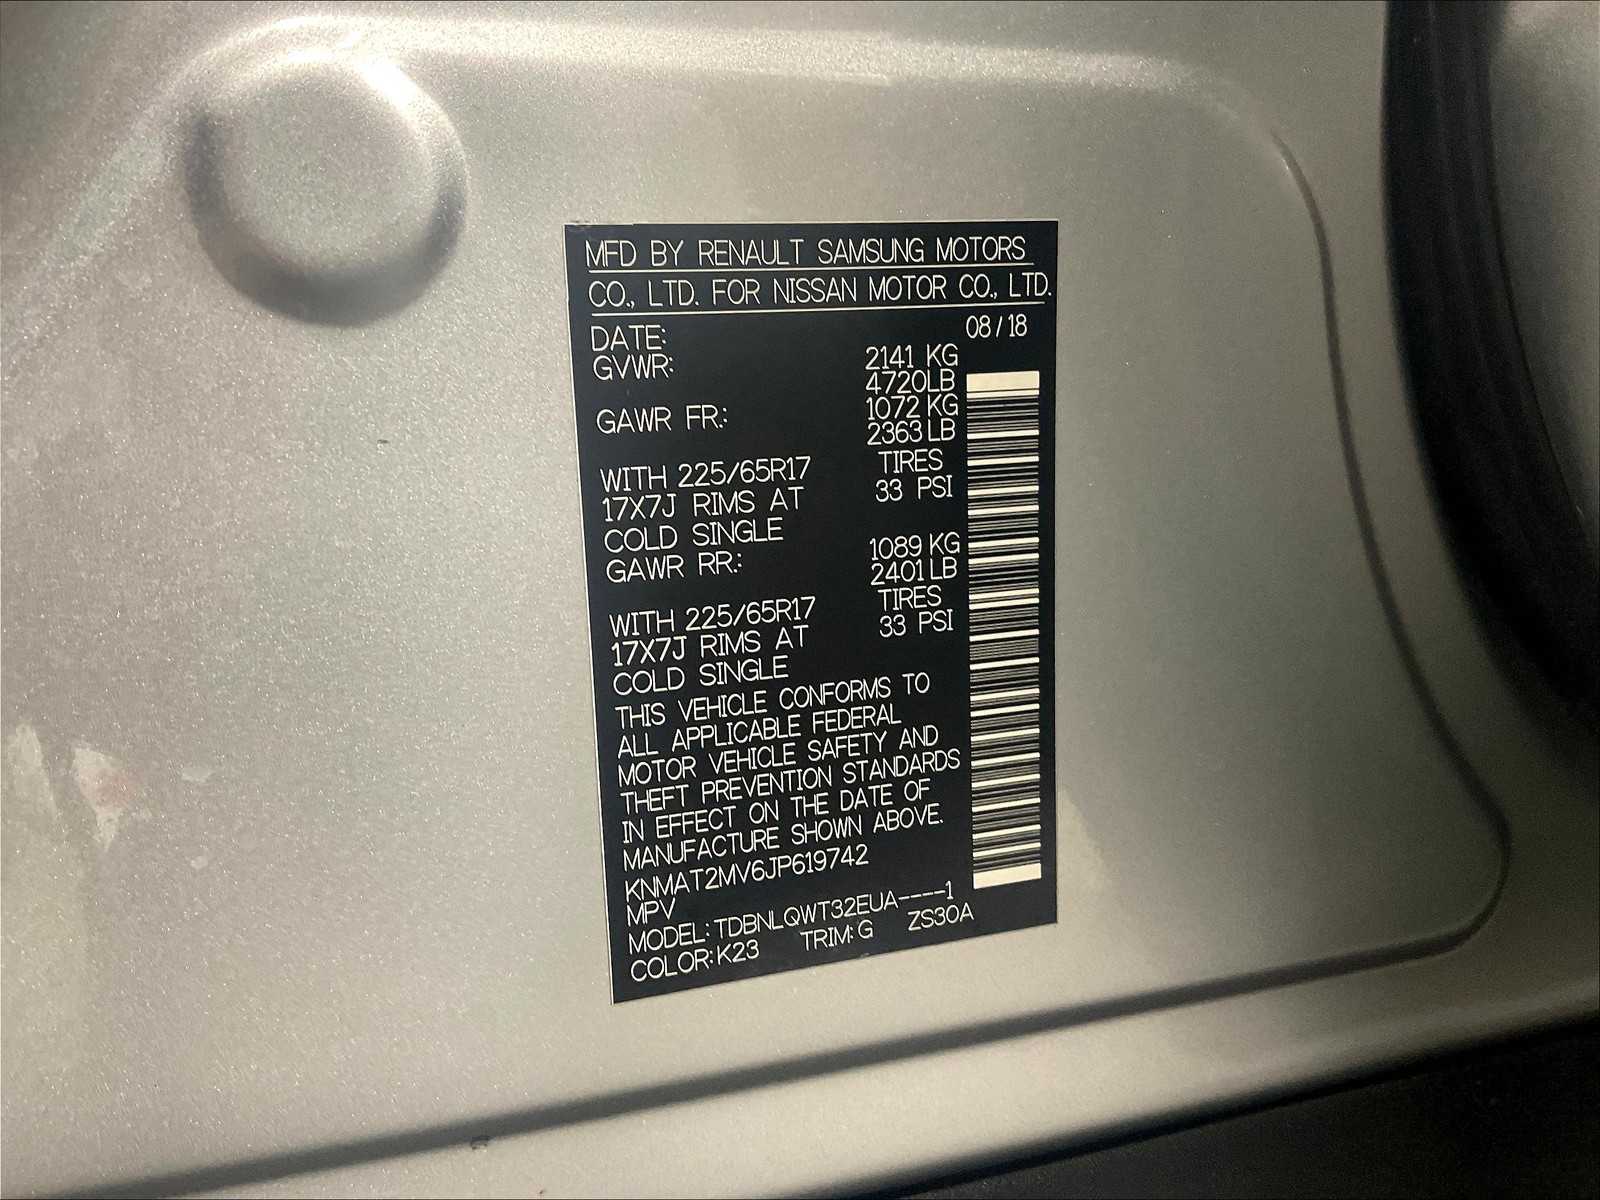 MFD BY RENAULT SAMSUNG MOTORS
CO., LTD. FOR NISSAN MOTOR CO., LTD.
DATE: 08/18
GVWR: 2141 KG
4720LB
GAWR FR.: 1072 KG
2363LB
WITH 225/65R17 TIRES
17X7J RIMS AT 33 PSI
COLD SINGLE
GAWR RR.: 1089 KG
2401LB
WITH 225/65R17 TIRES
17X7J RIMS AT 33 PSI
COLD SINGLE
THIS VEHICLE CONFORMS TO
ALL APPLICABLE FEDERAL
MOTOR VEHICLE SAFETY AND
THEFT PREVENTION STANDARDS
IN EFFECT ON THE DATE OF
MANUFACTURE SHOWN ABOVE.
KNMAT2MV6JP619742
MPV
MODEL: TDBNLQWT32EUA----1
COLOR: K23 TRIM: G ZS30A